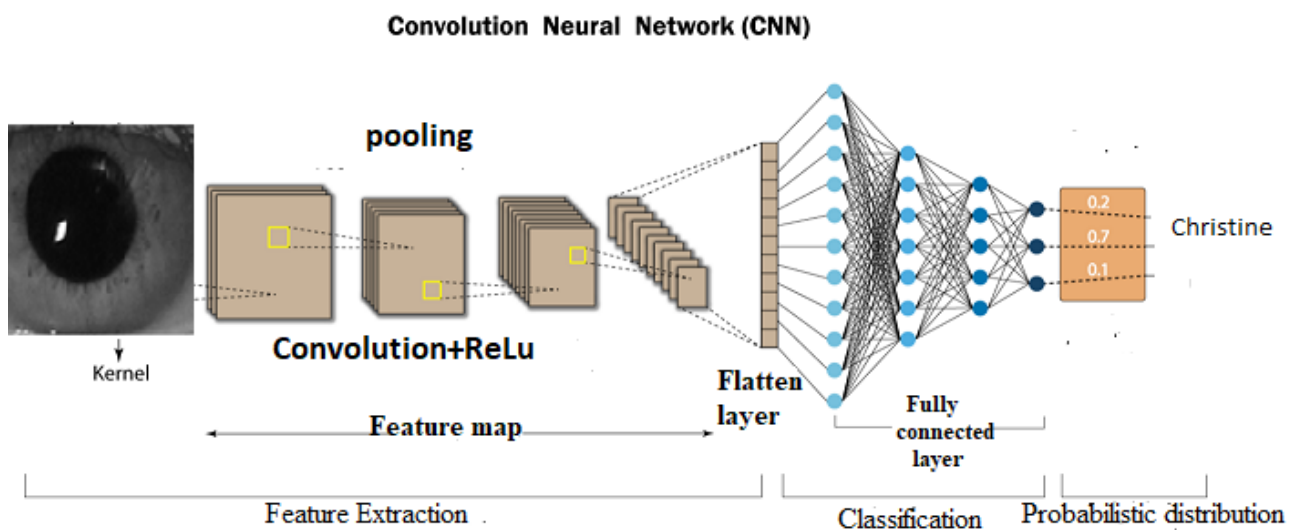 Convolution Neural Network (CNN)
pooling
Kernel
Convolution+ReLu
Feature map
Flatten
layer
Fully
connected
layer
0.2
0.7
0.1
Christine
Feature Extraction
Classification
Probabilistic distribution